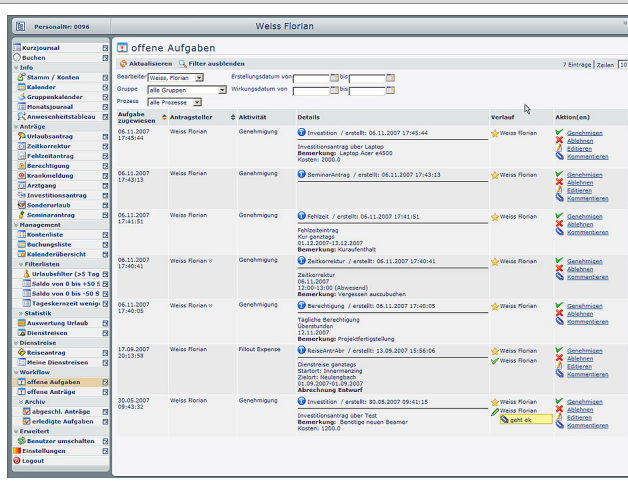 PersonalNr: 0096
Weiss Florian
Kurzjournal
Buchen
Info
Stamm / Konten
Kalender
Gruppenkalender
Monatsjournal
Anwesenheitstableau
Anträge
Urlaubsantrag
Zeitkorrektur
Fehlzeitantrag
Berechtigung
Krankmeldung
Arztgang
Investitionsantrag
Sonderurlaub
Seminarantrag
Management
Kontenliste
Buchungsliste
Kalenderübersicht
Filterlisten
Urlaubsfilter (>5 Tag
Saldo von 0 bis +50 S
Saldo von 0 bis -50 S
Tageskernzeit wenig
Statistik
Auswertung Urlaub
Dienstreisen
Dienstreise
Reiseantrag
Meine Dienstreisen
Workflow
offene Aufgaben
offene Anträge
Archiv
abgeschl. Anträge
erledigte Aufgaben
Erweitert
Benutzer umschalten
Einstellungen
Logout
offene Aufgaben
Aktualisieren Filter ausblenden
7 Einträge Zeilen 10
Bearbeiter Weiss, Florian Erstellungsdatum von bis
Gruppe alle Gruppen Wirkungsdatum von bis
Prozess alle Prozesse
Aufgabe zugewiesen Antragsteller Aktivität Details Verlauf Aktion(en)
06.11.2007 17:45:44 Weiss Florian Genehmigung Investition / erstellt: 06.11.2007 17:45:44 Weiss Florian Genehmigen
Ablehnen
Investitionsantrag über Laptop Editieren
Bemerkung: Laptop Acer e4500 Kommentieren
Kosten: 2000.0
06.11.2007 17:43:13 Weiss Florian Genehmigung SeminarAntrag / erstellt: 06.11.2007 17:43:13 Weiss Florian Genehmigen
Ablehnen
Kommentieren
06.11.2007 17:41:51 Weiss Florian Genehmigung Fehlzeit / erstellt: 06.11.2007 17:41:51 Weiss Florian Genehmigen
Ablehnen
Fehlzeiteintrag Kommentieren
Kur ganztags
01.12.2007-13.12.2007
Bemerkung: Kuraufenthalt
06.11.2007 17:40:41 Weiss Florian Genehmigung Zeitkorrektur / erstellt: 06.11.2007 17:40:41 Weiss Florian Genehmigen
Ablehnen
Zeitkorrektur Kommentieren
06.11.2007
12:00-13:00 (Abwesend)
Bemerkung: Vergessen auszubuchen
06.11.2007 17:40:05 Weiss Florian Genehmigung Berechtigung / erstellt: 06.11.2007 17:40:05 Weiss Florian Genehmigen
Ablehnen
Tägliche Berechtigung Kommentieren
Überstunden
12.11.2007
Bemerkung: Projektfertigstellung
17.09.2007 20:13:58 Weiss Florian Fillout Expense ReiseAntrAbr / erstellt: 13.09.2007 15:56:06 Weiss Florian Genehmigen
Weiss Florian Ablehnen
Dienstreise ganztags Editieren
Startort: Innermanzing Kommentieren
Zielort: Neulengbach
01.09.2007-01.09.2007
Abrechnung Entwurf
30.05.2007 09:43:32 Weiss Florian Genehmigung Investition / erstellt: 30.05.2007 09:41:15 Weiss Florian Genehmigen
Weiss Florian Ablehnen
Investitionsantrag über Test geht ok Editieren
Bemerkung: Benötige neuen Beamer Kommentieren
Kosten: 1200.0